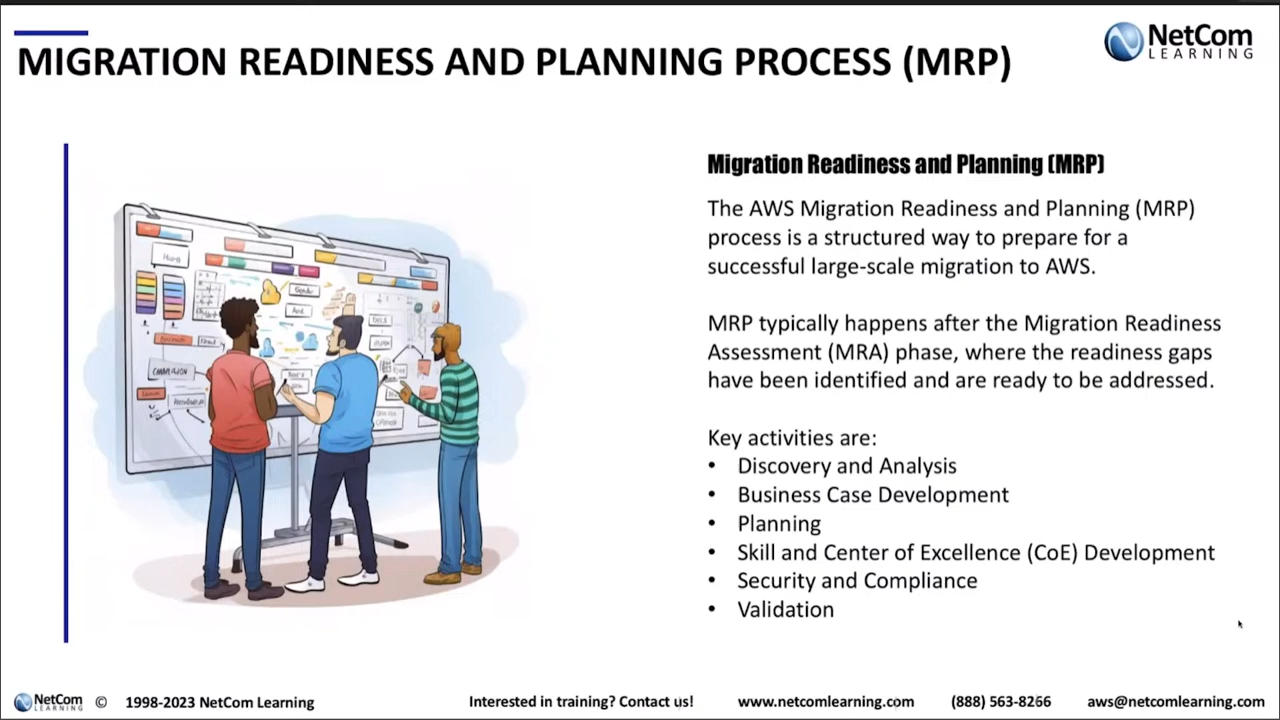 MIGRATION READINESS AND PLANNING PROCESS (MRP)
NetCom
LEARNING
Migration Readiness and Planning (MRP)
The AWS Migration Readiness and Planning (MRP)
process is a structured way to prepare for a
successful large-scale migration to AWS.
MRP typically happens after the Migration Readiness
Assessment (MRA) phase, where the readiness gaps
have been identified and are ready to be addressed.
Key activities are:
• Discovery and Analysis
• Business Case Development
• Planning
• Skill and Center of Excellence (CoE) Development
• Security and Compliance
• Validation
NetCom
LEARNING
© 1998-2023 NetCom Learning
Interested in training? Contact us!
www.netcomlearning.com
(888) 563-8266
aws@netcomlearning.com